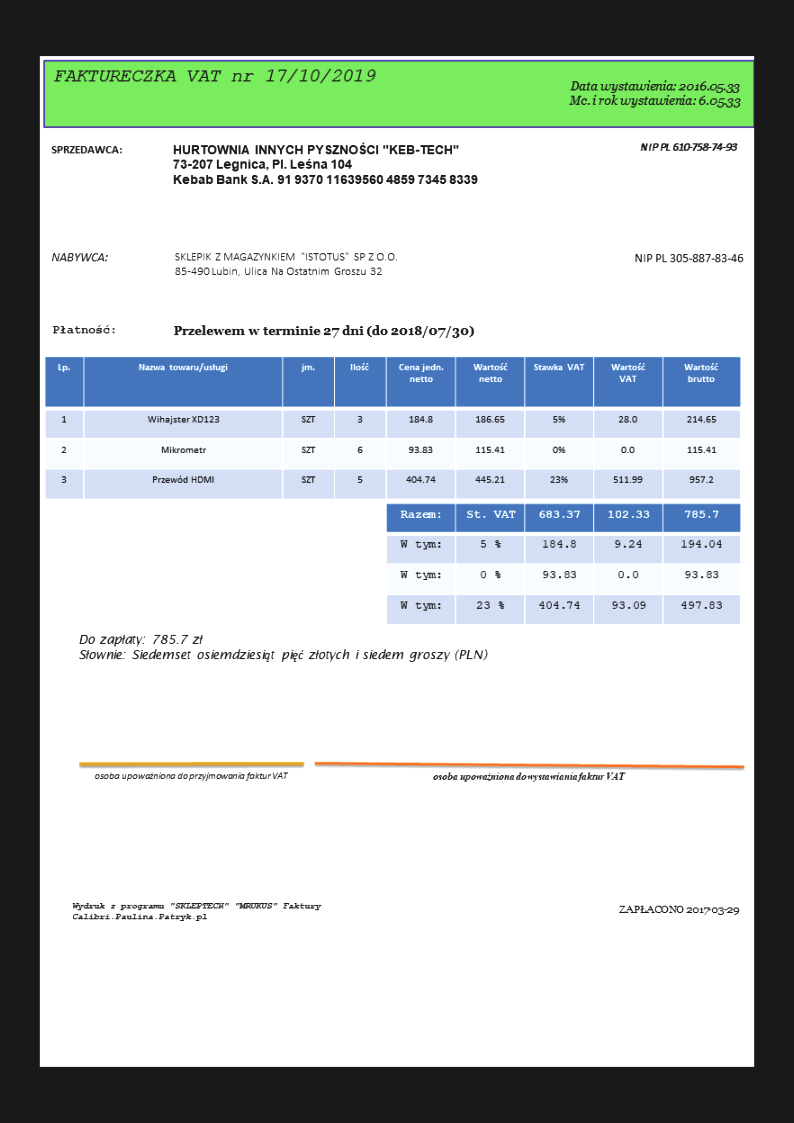 FAKTURECZKA VAT nr 17/10/2019
Data wystawienia: 2016.05.33
Mc. i rok wystawienia: 6.05.33
SPRZEDAWCA: HURTOWNIA INNYCH PYSZNOŚCI "KEB-TECH" NIP PL 610-758-74-93
73-207 Legnica, Pl. Leśna 104
Kebab Bank S.A. 91 9370 11639560 4859 7345 8339
NABYWCA: SKLEPIK Z MAGAZYNKIEM "ISTOTUS" SP Z O.O. NIP PL 305-887-83-46
85-490 Lubin, Ulica Na Ostatnim Groszu 32
Płatność: Przelewem w terminie 27 dni (do 2018/07/30)
Lp. Nazwa towaru/usługi jm. Ilość Cena jedn. netto Wartość netto Stawka VAT Wartość VAT Wartość brutto
1 Wihajster XD123 SZT 3 184.8 186.65 5% 28.0 214.65
2 Mikrometr SZT 6 93.83 115.41 0% 0.0 115.41
3 Przewód HDMI SZT 5 404.74 445.21 23% 511.99 957.2
Razem: St. VAT 683.37 102.33 785.7
W tym: 5 % 184.8 9.24 194.04
W tym: 0 % 93.83 0.0 93.83
W tym: 23 % 404.74 93.09 497.83
Do zapłaty: 785.7 zł
Słownie: Siedemset osiemdziesiąt pięć złotych i siedem groszy (PLN)
osoba upoważniona do przyjmowania faktur VAT osoba upoważniona do wystawiania faktur VAT
Wydruk z programu "SKLEPTECH" "MRUKUS" Faktury
Calibri.Paulina.Patryk.pl
ZAPŁACONO 2017-03-29